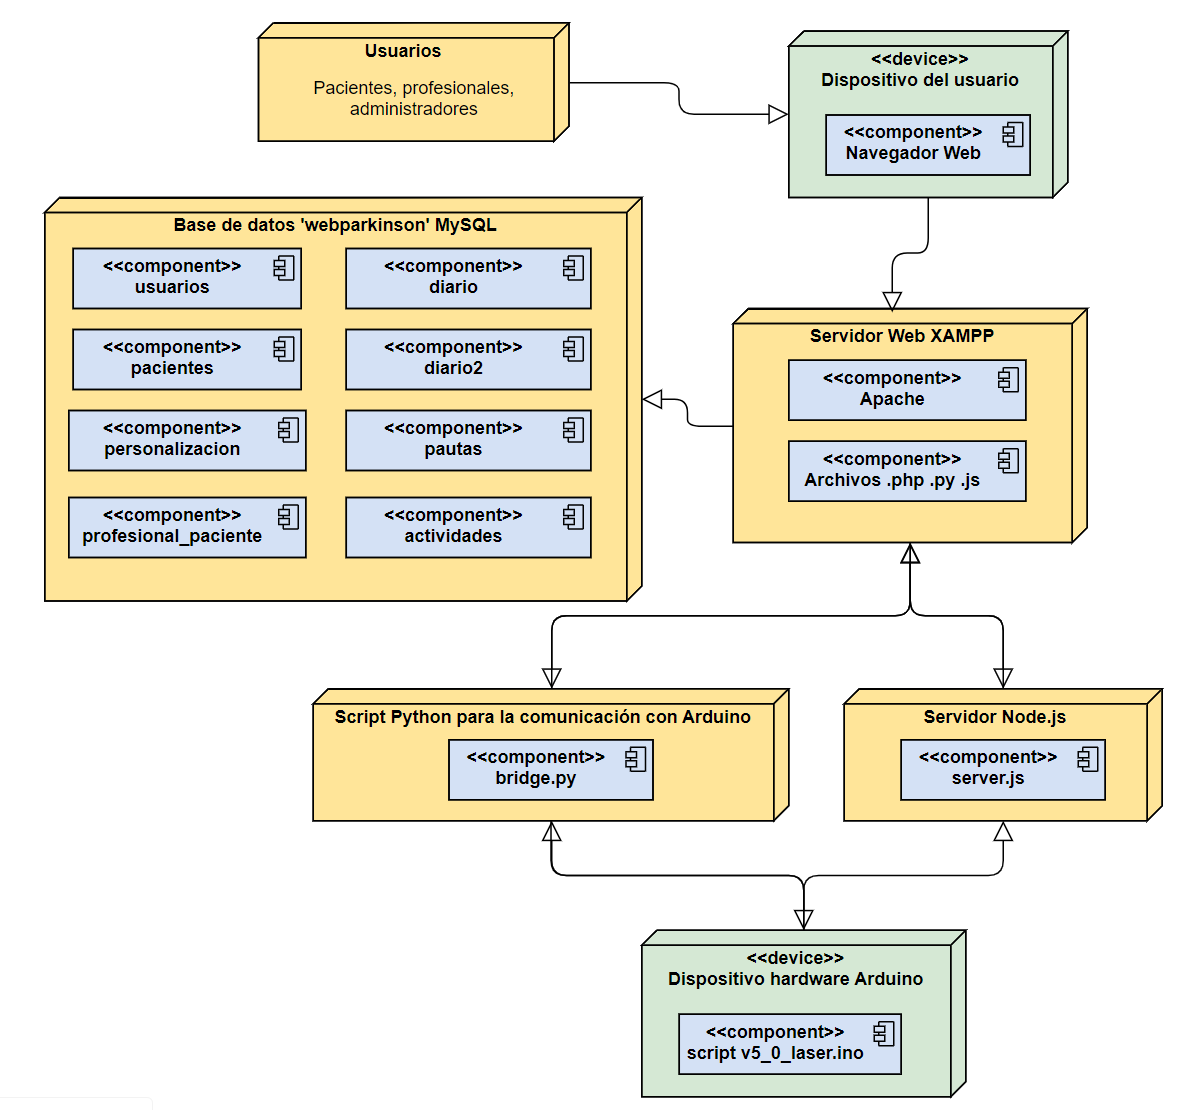 Usuarios
Pacientes, profesionales,
administradores
<<device>>
Dispositivo del usuario
<<component>>
Navegador Web
Base de datos 'webparkinson' MySQL
<<component>>
usuarios
<<component>>
diario
<<component>>
pacientes
<<component>>
diario2
<<component>>
personalizacion
<<component>>
pautas
<<component>>
profesional_paciente
<<component>>
actividades
Servidor Web XAMPP
<<component>>
Apache
<<component>>
Archivos .php .py .js
Script Python para la comunicación con Arduino
<<component>>
bridge.py
Servidor Node.js
<<component>>
server.js
<<device>>
Dispositivo hardware Arduino
<<component>>
script v5_0_laser.ino